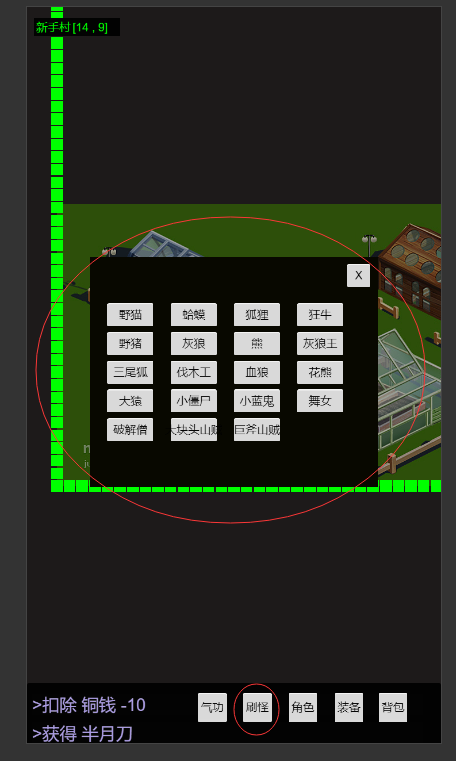 新手村[14 , 9]
X
野猫 蛤蟆 狐狸 狂牛
野猪 灰狼 熊 灰狼王
三尾狐 伐木工 血狼 花熊
大猿 小僵尸 小蓝鬼 舞女
破解僧 块头山贼 巨斧山贼
>扣除 铜钱 -10
>获得 半月刀
气功 刷怪 角色 装备 背包